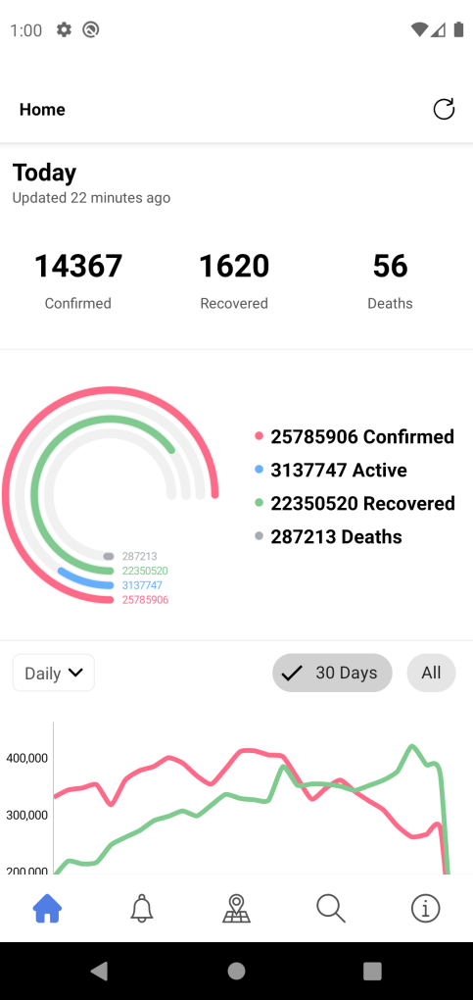 1:00
Home
Today
Updated 22 minutes ago
14367 1620 56
Confirmed Recovered Deaths
25785906 Confirmed
3137747 Active
22350520 Recovered
287213 Deaths
287213
22350520
3137747
25785906
Daily 30 Days All
400,000
300,000
200,000